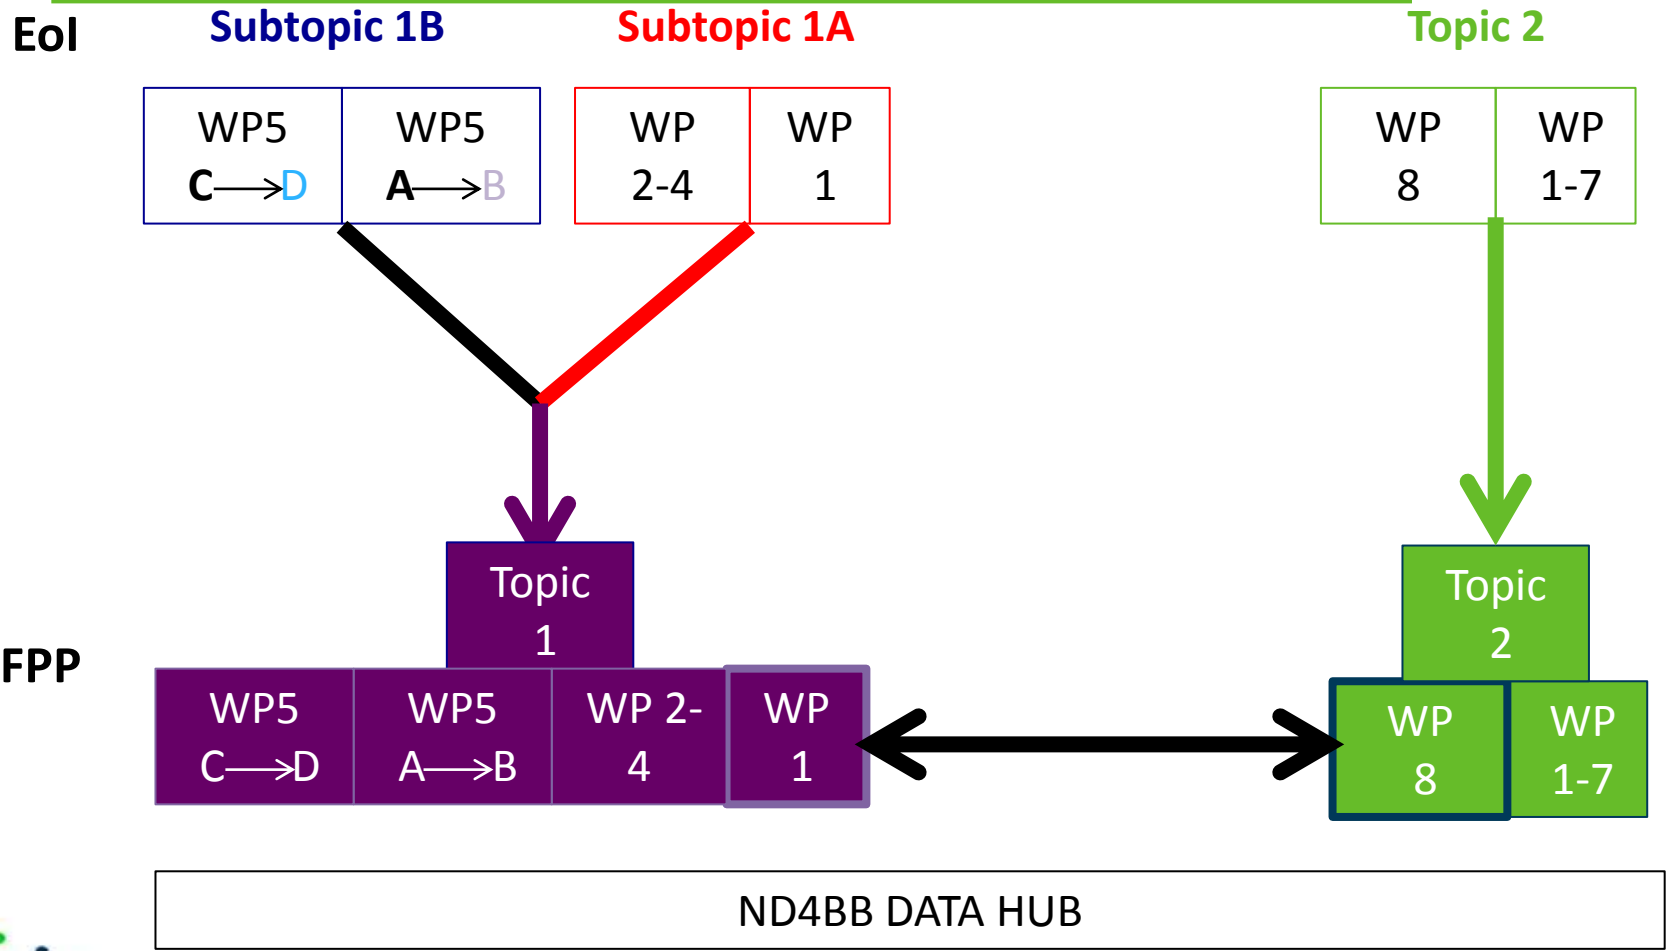 EoI
Subtopic 1B
Subtopic 1A
Topic 2
WP5
C→D
WP5
A→B
WP
2-4
WP
1
WP
8
WP
1-7
Topic
1
Topic
2
FPP
WP5
C→D
WP5
A→B
WP 2-
4
WP
1
WP
8
WP
1-7
ND4BB DATA HUB